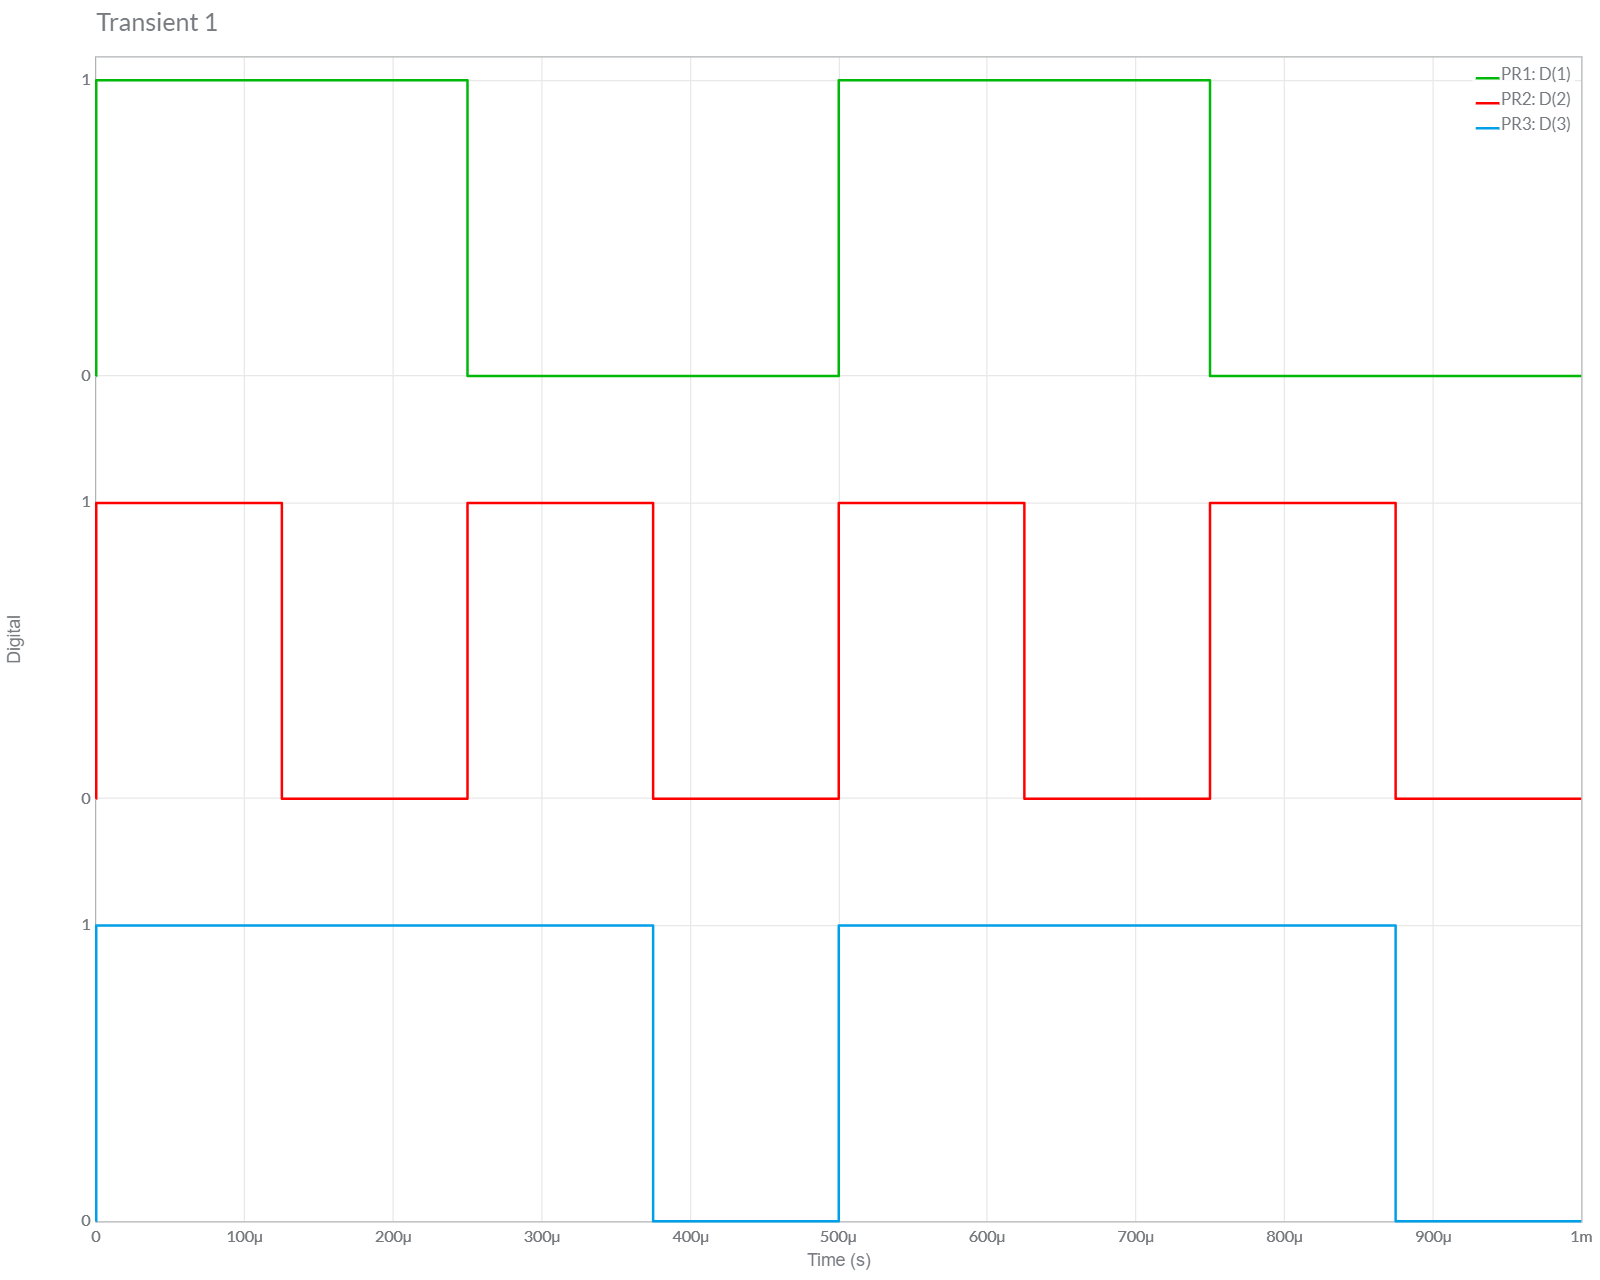 Transient 1
PR1: D(1)
PR2: D(2)
PR3: D(3)
1
0
1
0
1
0
Digital
0 100µ 200µ 300µ 400µ 500µ 600µ 700µ 800µ 900µ 1m
Time (s)